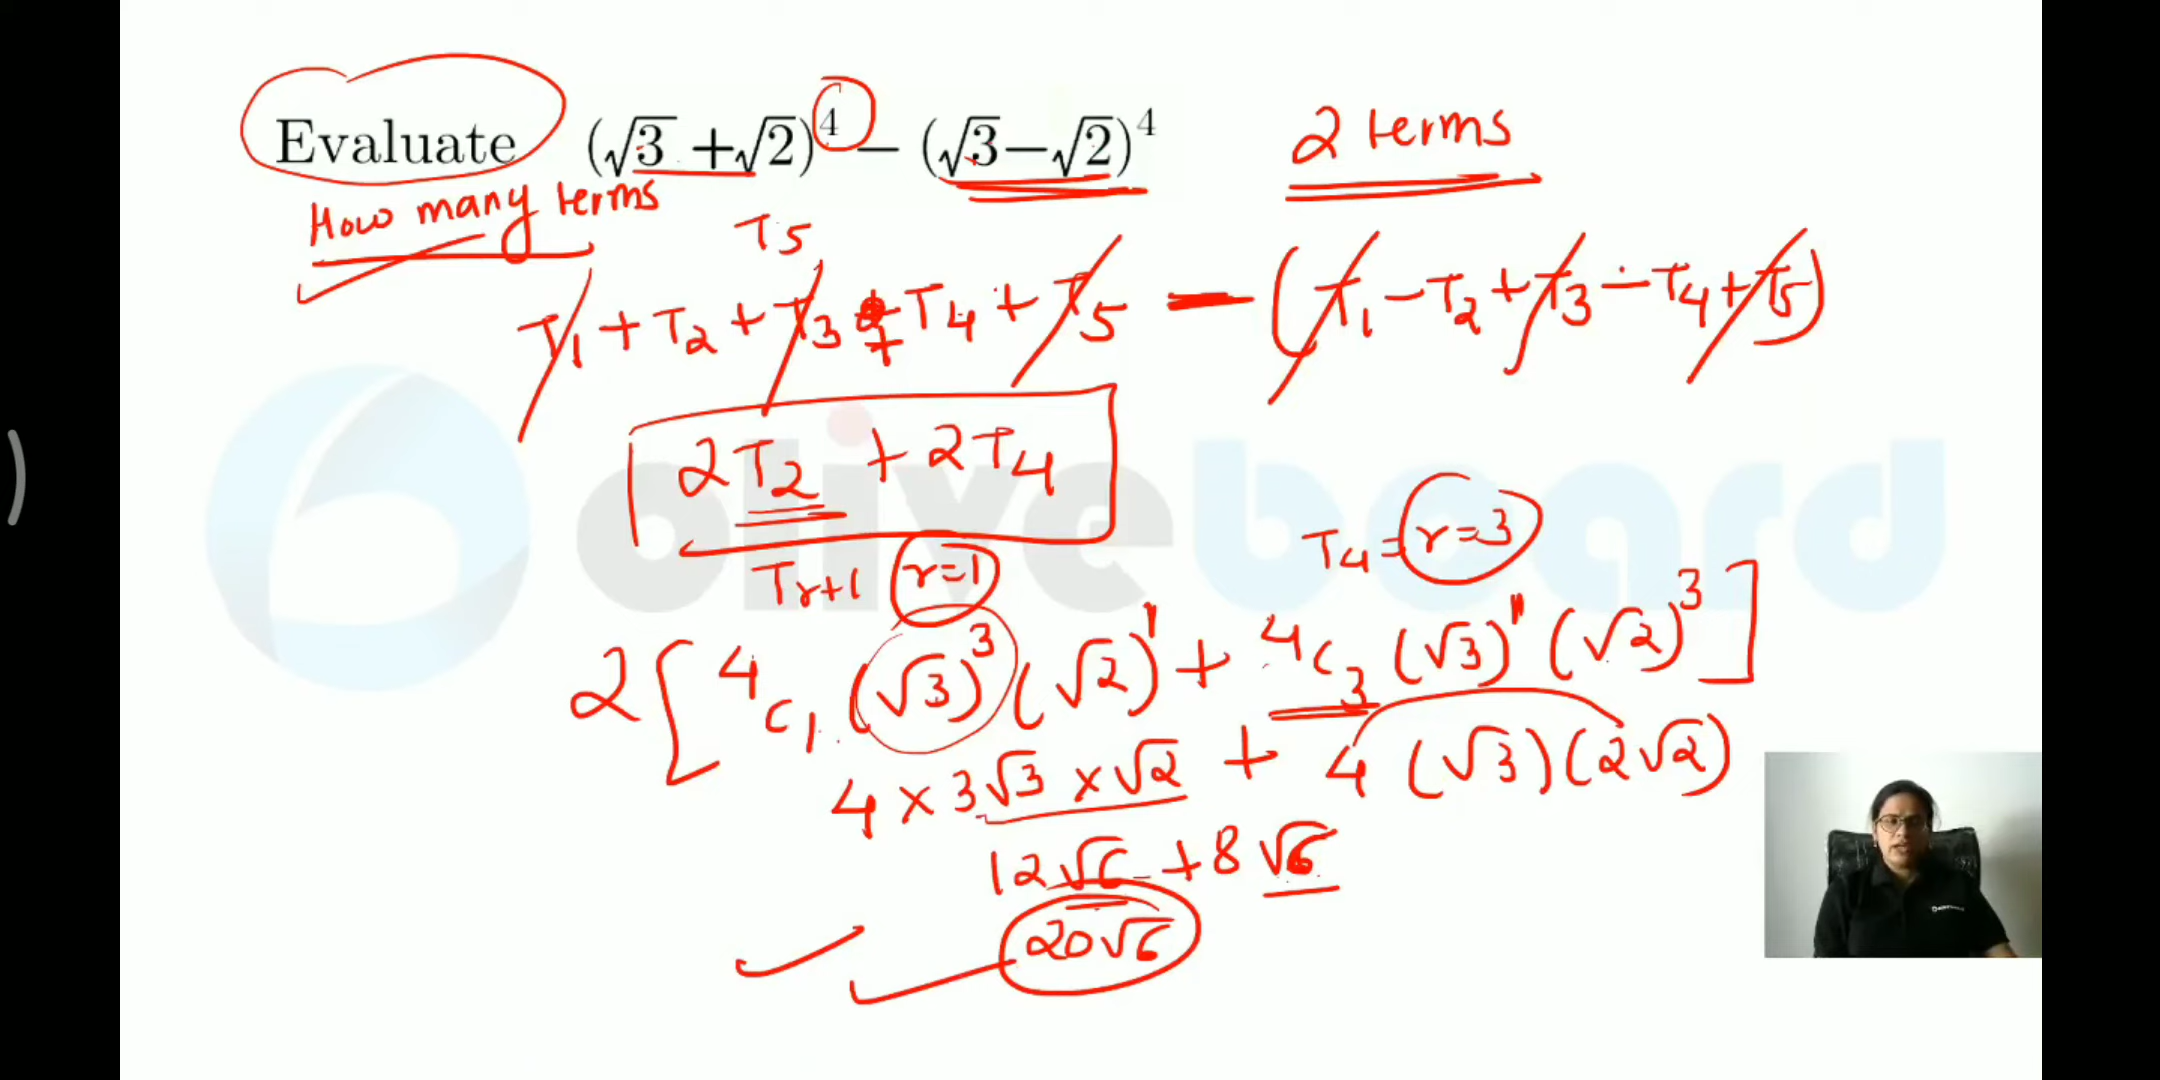 Evaluate (√3 +√2)⁴ − (√3−√2)⁴
2 terms
How many terms
T5
T1 + T2 + T3 + T4 + T5 − (T1 − T2 + T3 − T4 + T5)
2T2 + 2T4
Tr+1 r=1
T4 = r=3
2[ 4C1 (√3)³ (√2)¹ + 4C3 (√3)¹ (√2)³ ]
4 × 3√3 × √2 + 4 (√3)(2√2)
12√6 + 8√6
20√6
oliveboard